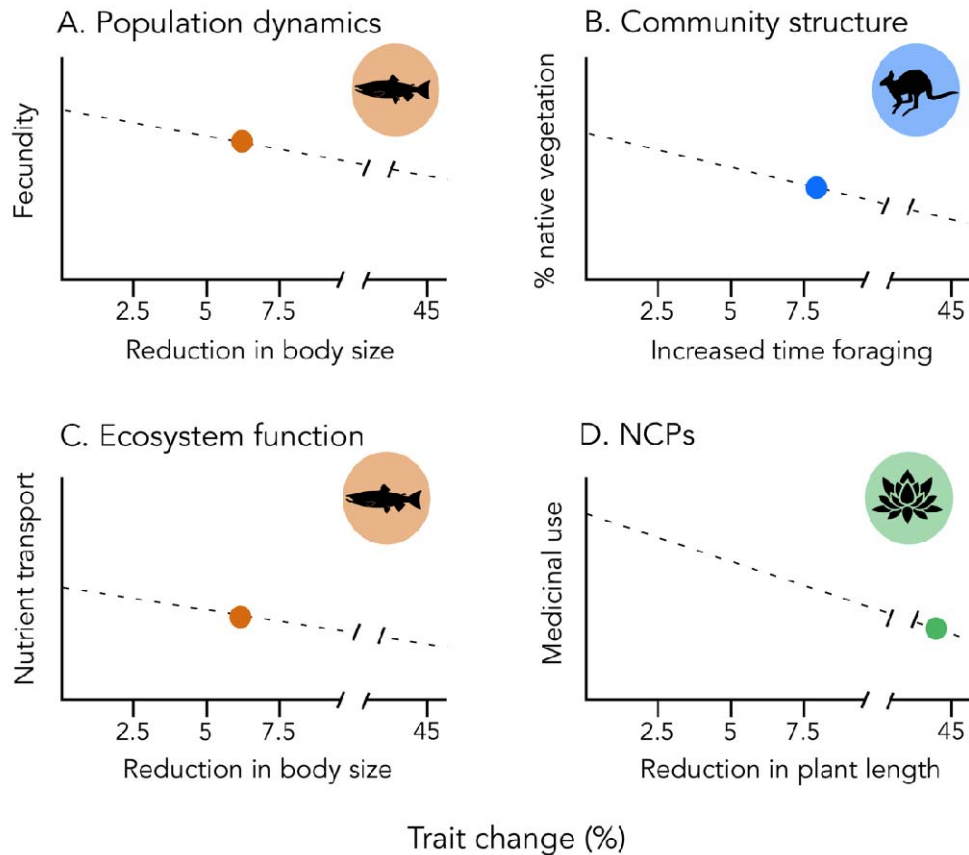 A. Population dynamics
Fecundity
2.5 5 7.5 45
Reduction in body size
B. Community structure
% native vegetation
2.5 5 7.5 45
Increased time foraging
C. Ecosystem function
Nutrient transport
2.5 5 7.5 45
Reduction in body size
D. NCPs
Medicinal use
2.5 5 7.5 45
Reduction in plant length
Trait change (%)